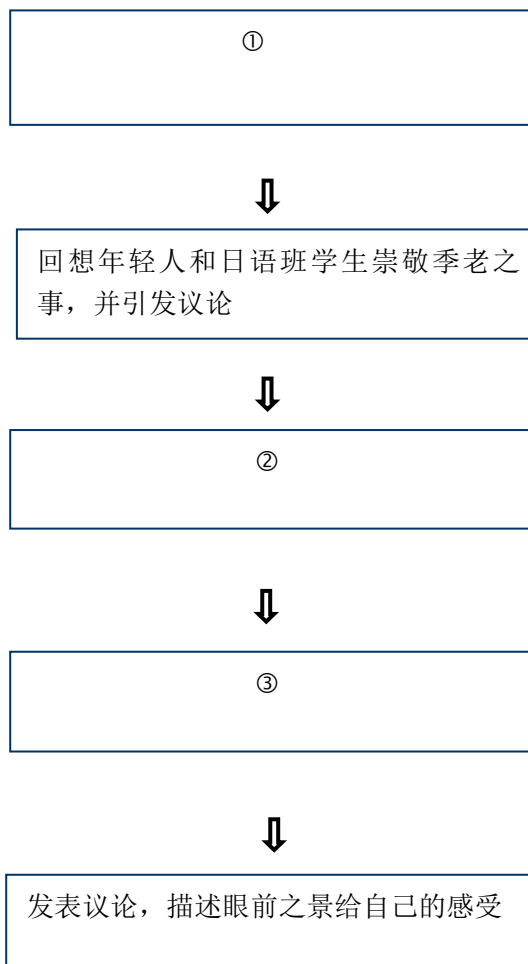 ①
回想年轻人和日语班学生崇敬季老之
事，并引发议论
②
③
发表议论，描述眼前之景给自己的感受